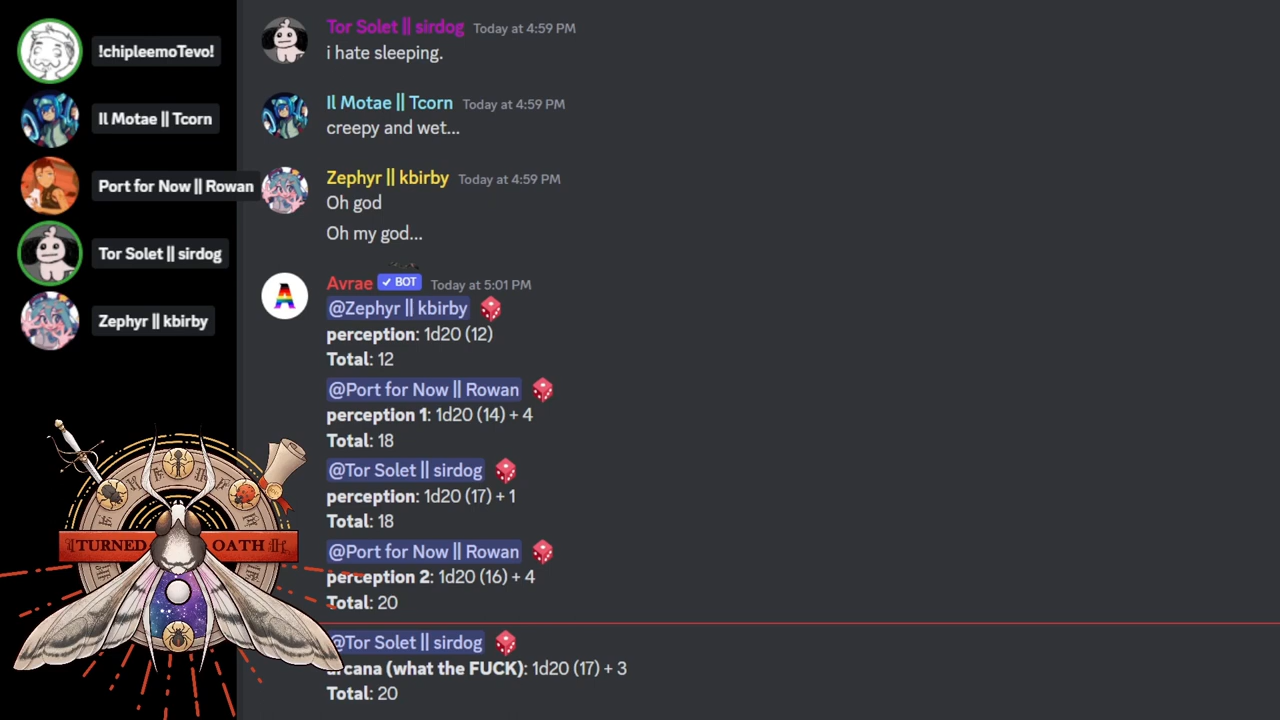 !chipleemoTevo!
Il Motae || Tcorn
Port for Now || Rowan
Tor Solet || sirdog
Zephyr || kbirby
TURNED OATH
Tor Solet || sirdog Today at 4:59 PM
i hate sleeping.
Il Motae || Tcorn Today at 4:59 PM
creepy and wet...
Zephyr || kbirby Today at 4:59 PM
Oh god
Oh my god...
Avrae ✓ BOT Today at 5:01 PM
@Zephyr || kbirby
perception: 1d20 (12)
Total: 12
@Port for Now || Rowan
perception 1: 1d20 (14) + 4
Total: 18
@Tor Solet || sirdog
perception: 1d20 (17) + 1
Total: 18
@Port for Now || Rowan
perception 2: 1d20 (16) + 4
Total: 20
@Tor Solet || sirdog
arcana (what the FUCK): 1d20 (17) + 3
Total: 20